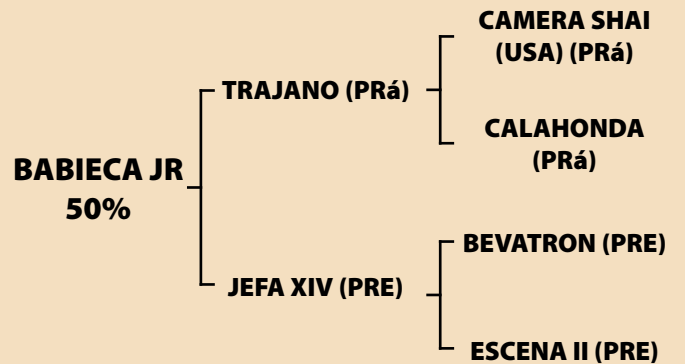 BABIECA JR
50%
TRAJANO (PRá)
JEFA XIV (PRE)
CAMERA SHAI
(USA) (PRá)
CALAHONDA
(PRá)
BEVATRON (PRE)
ESCENA II (PRE)